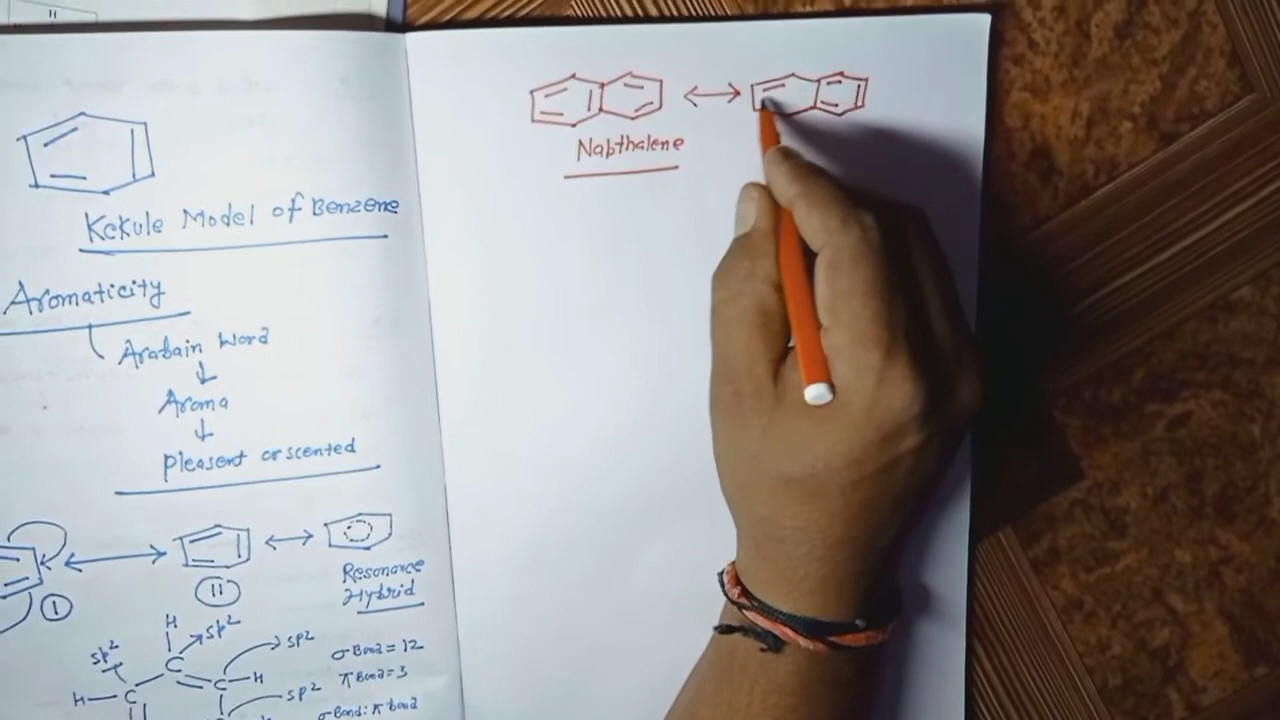 Kekule Model of Benzene
Aromaticity
Arabain Word
Aroma
Pleasent or scented
I
II
Resonance
Hybrid
H
sp2
sp2
sp2
C
σ Bond = 12
H—C
C—H
π Bond = 3
sp2
σ-Bond: π bond
Napthalene